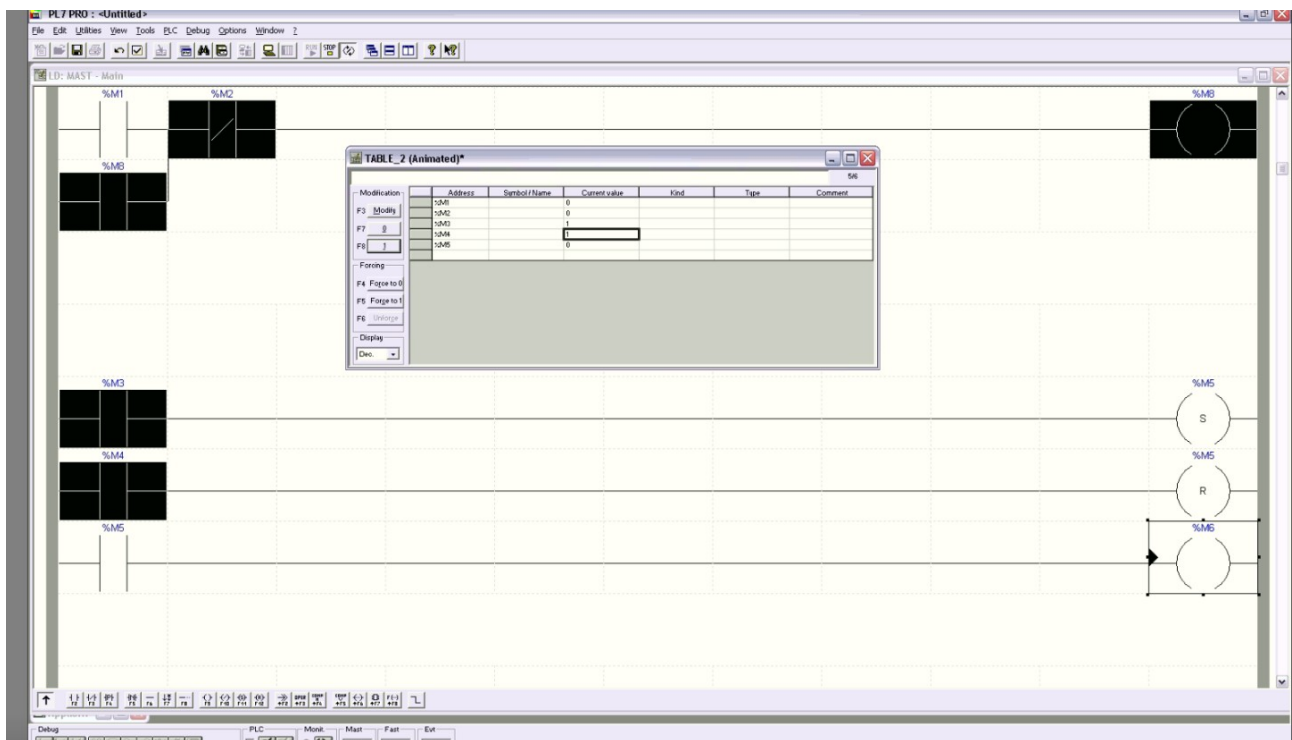 PL7 PRO : <Untitled>
File Edit Utilities View Tools PLC Debug Options Window ?
LD: MAST - Main
%M1 %M2 %M8
%M8
TABLE_2 (Animated)*
5/6
Modification Address Symbol / Name Current value Kind Type Comment
%M1 0
F3 Modify %M2 0
%M3 1
F7 0 %M4 1
F8 1 %M5 0
Forcing
F4 Force to 0
F5 Force to 1
F6 Unforce
Display
Dec.
%M3 %M5
S
%M4 %M5
R
%M5 %M6
Debug PLC Monit. Mast Fast Evt